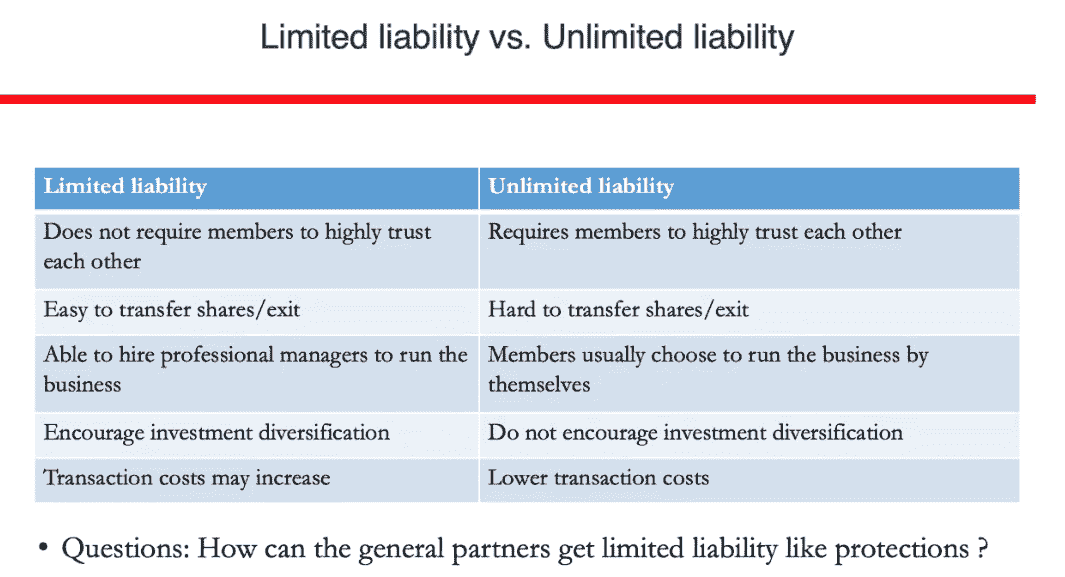 Limited liability vs. Unlimited liability
Limited liability
Unlimited liability
Does not require members to highly trust
each other
Requires members to highly trust each other
Easy to transfer shares/exit
Hard to transfer shares/exit
Able to hire professional managers to run the
business
Members usually choose to run the business by
themselves
Encourage investment diversification
Do not encourage investment diversification
Transaction costs may increase
Lower transaction costs
• Questions: How can the general partners get limited liability like protections ?